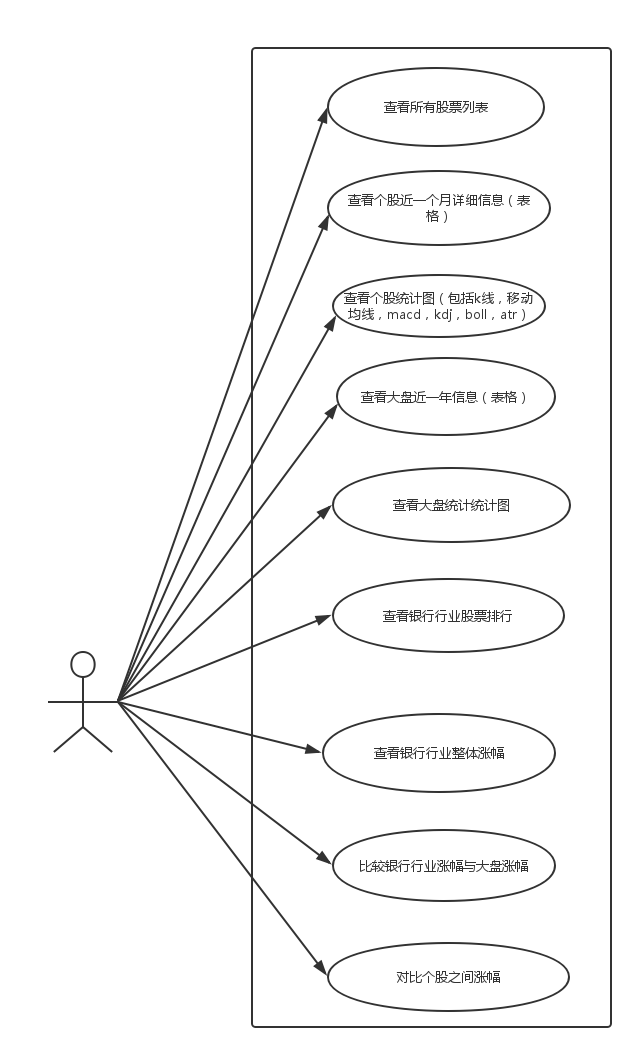 查看所有股票列表
查看个股近一个月详细信息（表
格）
查看个股统计图（包括k线，移动
均线，macd，kdj，boll，atr）
查看大盘近一年信息（表格）
查看大盘统计统计图
查看银行行业股票排行
查看银行行业整体涨幅
比较银行行业涨幅与大盘涨幅
对比个股之间涨幅